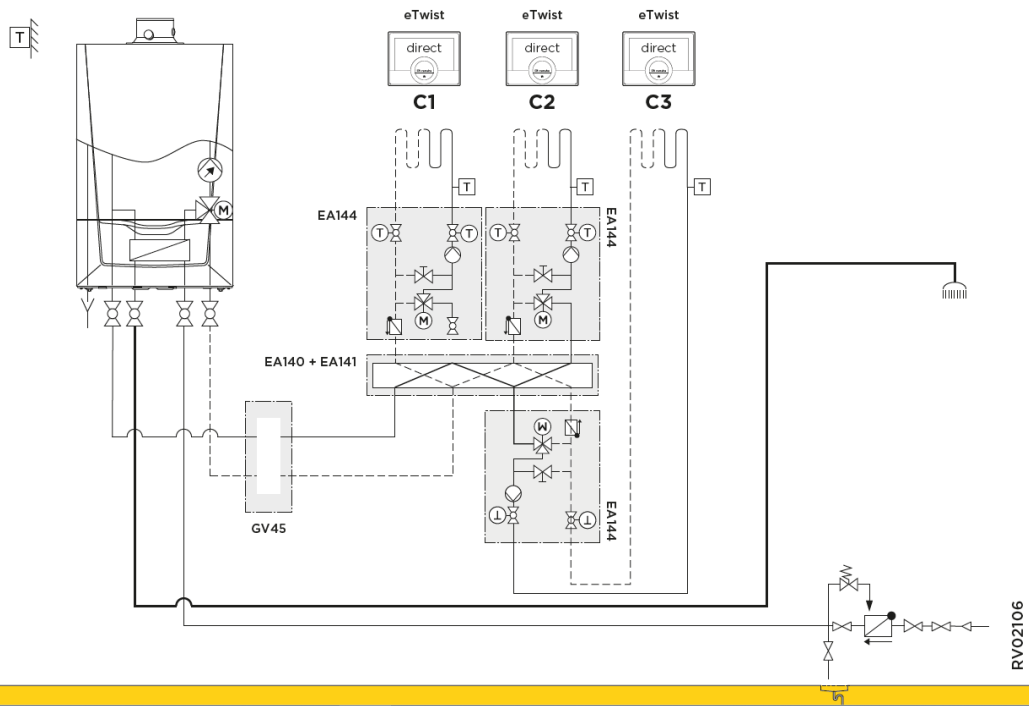 eTwist
eTwist
eTwist
T
direct
direct
direct
C1
C2
C3
T
T
T
M
EA144
EA144
T
T
T
T
M
M
EA140 + EA141
M
GV45
EA144
T
T
RV02106